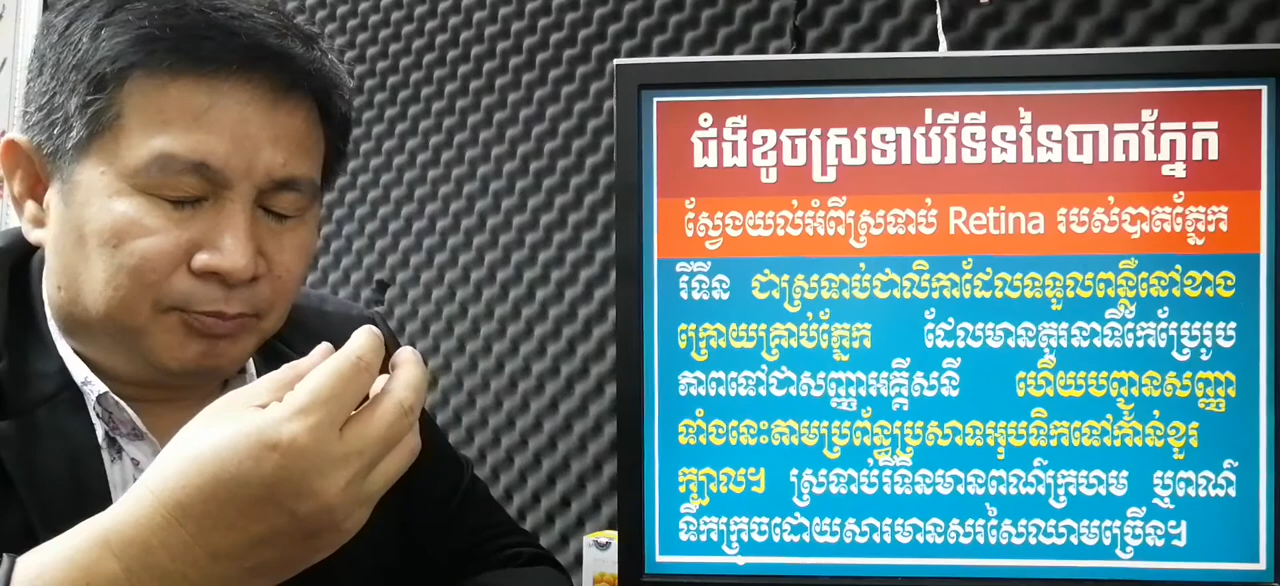 ជំងឺខូចស្រទាប់រីទីននៃបាតភ្នែក
ស្វែងយល់អំពីស្រទាប់ Retina របស់បាតភ្នែក
រីទីន ជាស្រទាប់ជាលិកាដែលទទួលពន្លឺនៅខាង
ក្រោយគ្រាប់ភ្នែក ដែលមានតួរនាទីកែប្រែរូប
ភាពទៅជាសញ្ញាអគ្គីសនី ហើយបញ្ជូនសញ្ញា
ទាំងនេះតាមប្រព័ន្ធប្រសាទអុបទិកទៅកាន់ខួរ
ក្បាល។ ស្រទាប់រីទីនមានពណ៌ក្រហម ឬពណ៌
ទឹកក្រូចដោយសារមានសរសៃឈាមច្រើន។